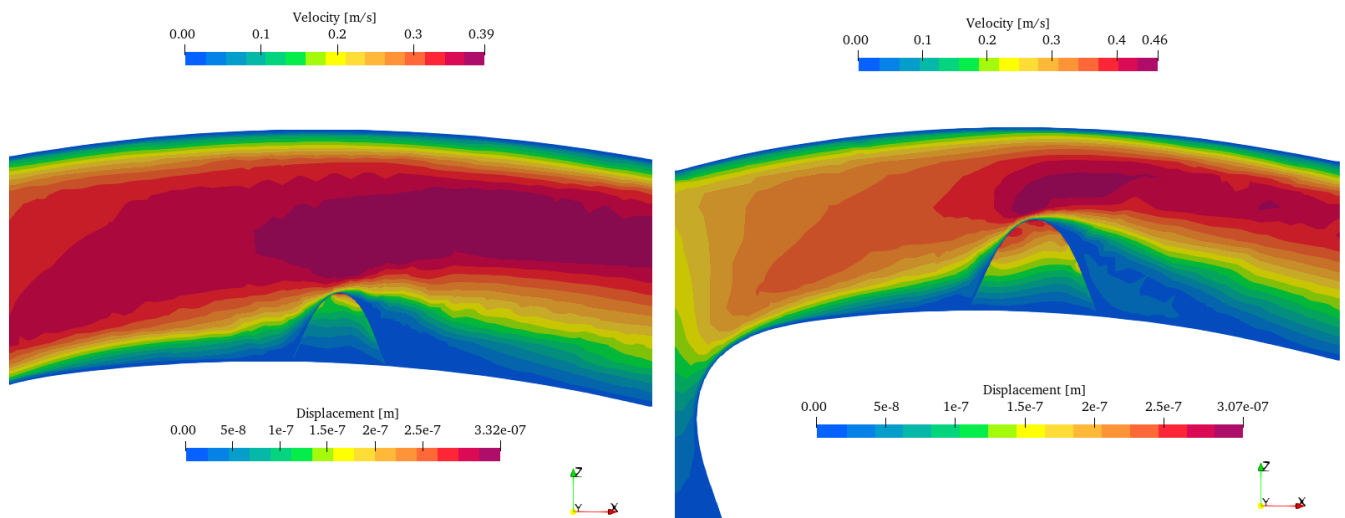 Velocity [m/s]
0.00 0.1 0.2 0.3 0.39
Displacement [m]
0.00 5e-8 1e-7 1.5e-7 2e-7 2.5e-7 3.32e-07
Z
Y X
Velocity [m/s]
0.00 0.1 0.2 0.3 0.4 0.46
Displacement [m]
0.00 5e-8 1e-7 1.5e-7 2e-7 2.5e-7 3.07e-07
Z
Y X